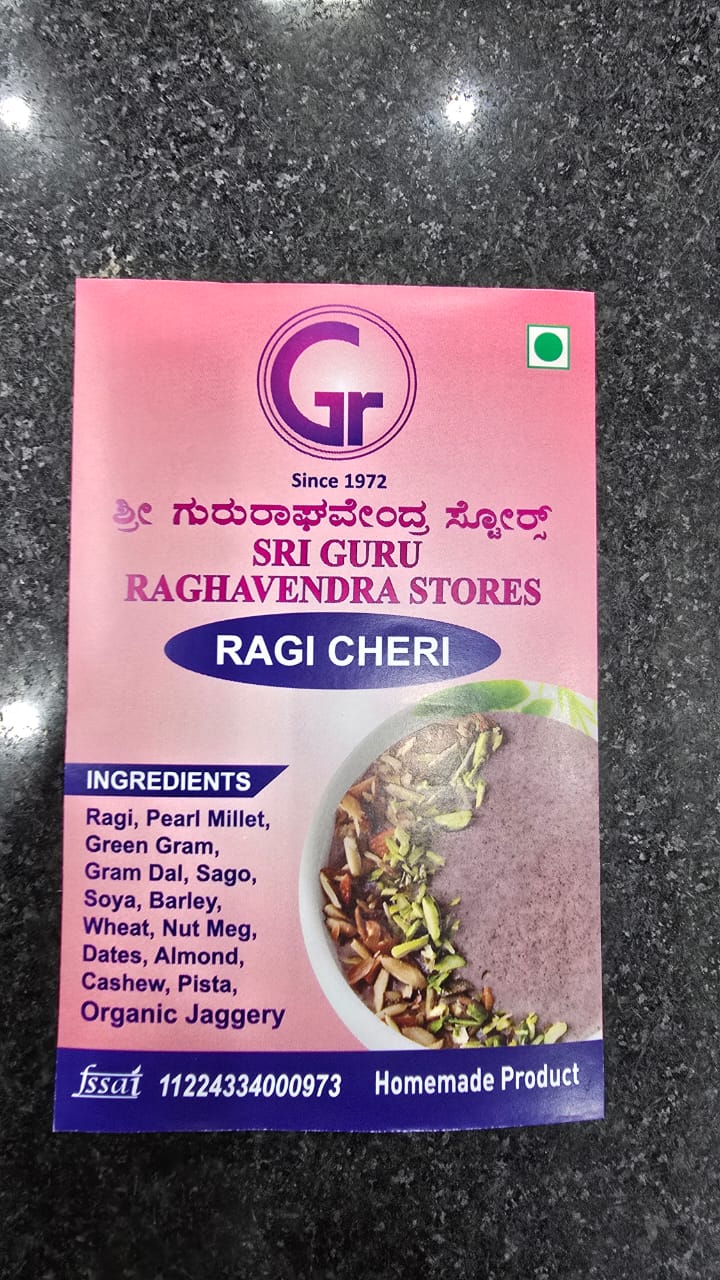 Gr
Since 1972
ಶ್ರೀ ಗುರುರಾಘವೇಂದ್ರ ಸ್ಟೋರ್ಸ್
SRI GURU
RAGHAVENDRA STORES
RAGI CHERI
INGREDIENTS
Ragi, Pearl Millet,
Green Gram,
Gram Dal, Sago,
Soya, Barley,
Wheat, Nut Meg,
Dates, Almond,
Cashew, Pista,
Organic Jaggery
fssai 11224334000973 Homemade Product